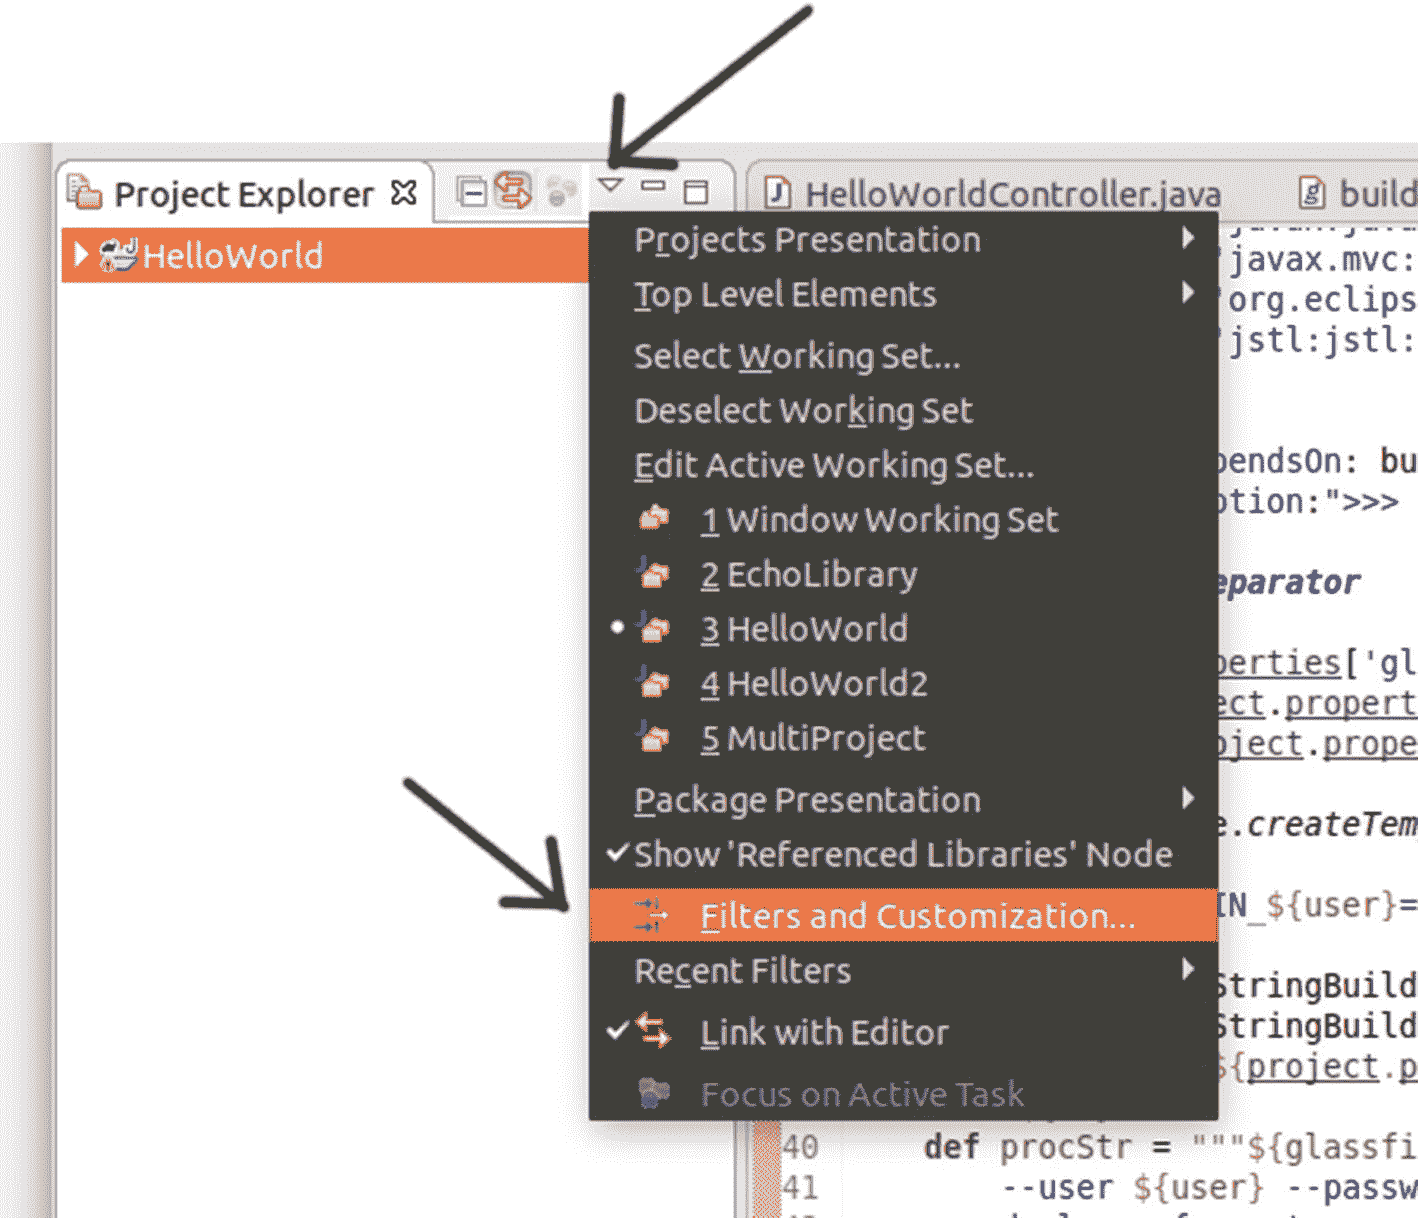 Project Explorer
HelloWorldController.java
build
HelloWorld
Projects Presentation
Top Level Elements
Select Working Set...
Deselect Working Set
Edit Active Working Set...
1 Window Working Set
2 EchoLibrary
3 HelloWorld
4 HelloWorld2
5 MultiProject
Package Presentation
Show 'Referenced Libraries' Node
Filters and Customization...
Recent Filters
Link with Editor
Focus on Active Task
javax.mvc:
org.eclips
jstl:jstl:
pendsOn: bu
ption:">>>
eparator
perties['gl
ect.propert
oject.prope
e.createTem
IN_${user}=
StringBuild
StringBuild
${project.p
40 def procStr = """${glassfi
41 --user ${user} --passw